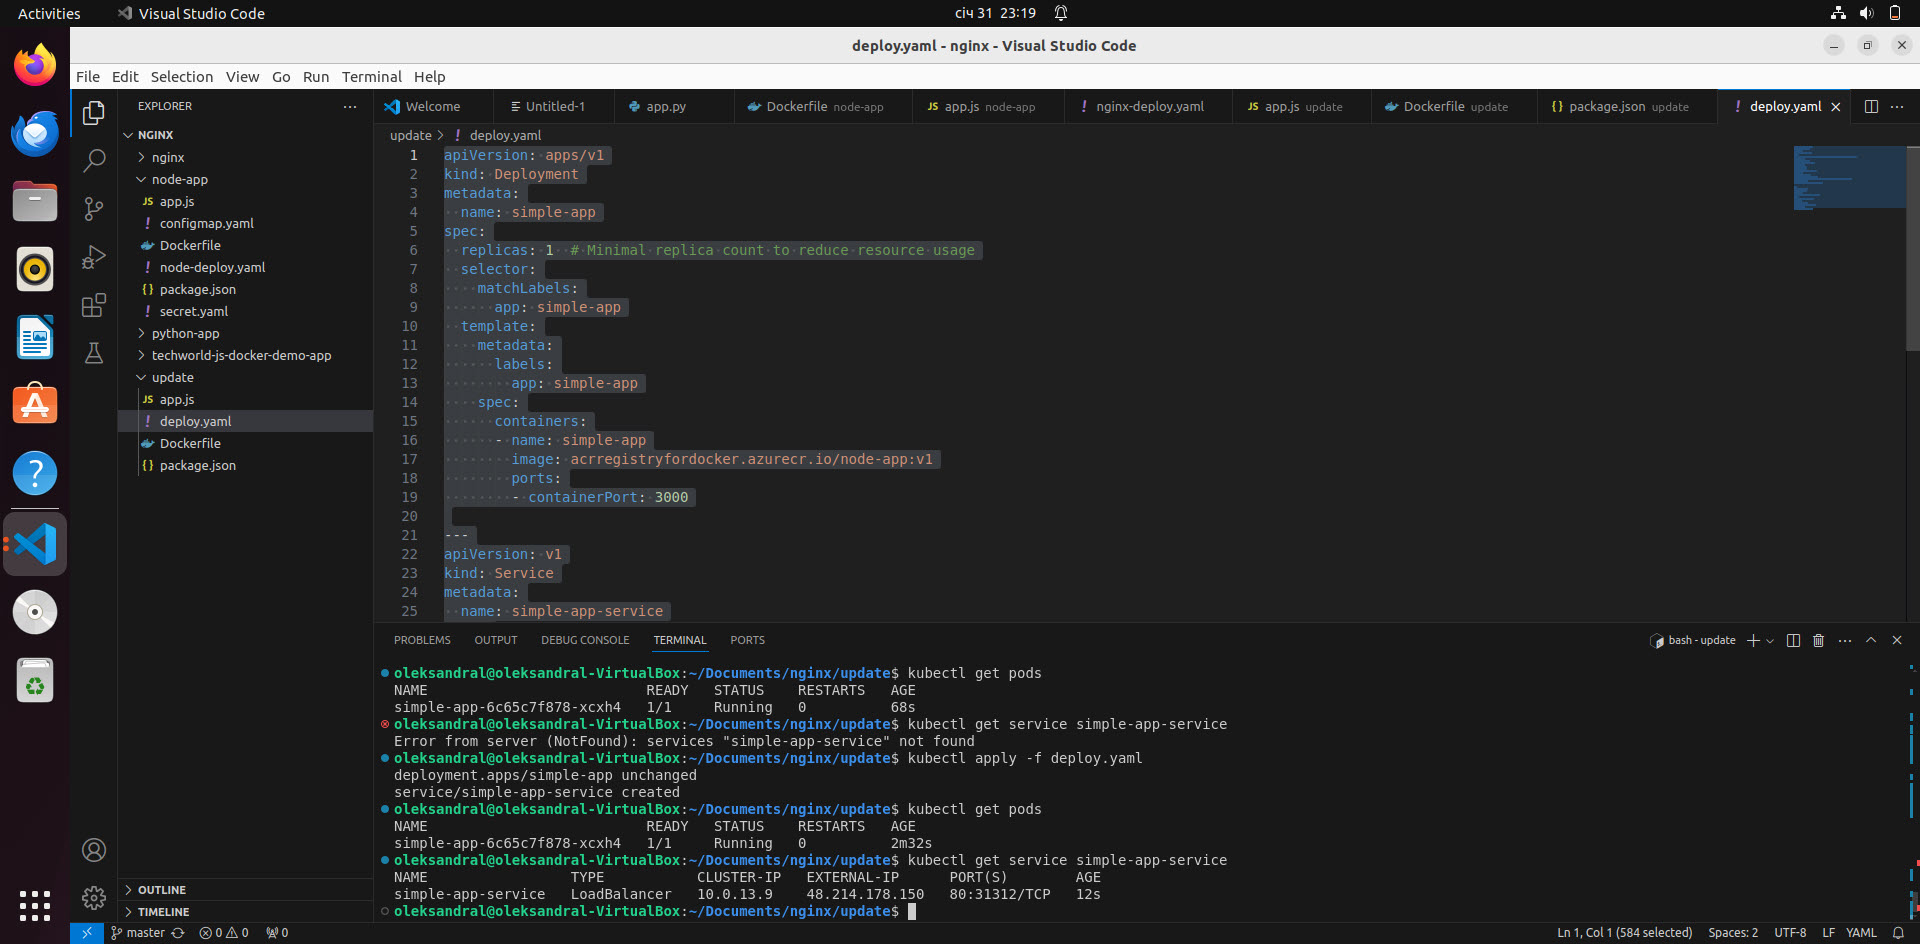 Activities
Visual Studio Code
січ 31 23:19
deploy.yaml - nginx - Visual Studio Code
File Edit Selection View Go Run Terminal Help
EXPLORER
Welcome
Untitled-1
app.py
Dockerfile node-app
JS app.js node-app
! nginx-deploy.yaml
JS app.js update
Dockerfile update
{} package.json update
! deploy.yaml
update > ! deploy.yaml
NGINX
nginx
node-app
JS app.js
! configmap.yaml
Dockerfile
! node-deploy.yaml
{} package.json
! secret.yaml
python-app
techworld-js-docker-demo-app
update
JS app.js
! deploy.yaml
Dockerfile
{} package.json
OUTLINE
TIMELINE
1 apiVersion: apps/v1
2 kind: Deployment
3 metadata:
4   name: simple-app
5 spec:
6   replicas: 1  # Minimal replica count to reduce resource usage
7   selector:
8     matchLabels:
9       app: simple-app
10   template:
11     metadata:
12       labels:
13         app: simple-app
14     spec:
15       containers:
16       - name: simple-app
17         image: acrregistryfordocker.azurecr.io/node-app:v1
18         ports:
19         - containerPort: 3000
20
21 ---
22 apiVersion: v1
23 kind: Service
24 metadata:
25   name: simple-app-service
PROBLEMS OUTPUT DEBUG CONSOLE TERMINAL PORTS
bash - update
oleksandral@oleksandral-VirtualBox:~/Documents/nginx/update$ kubectl get pods
NAME READY STATUS RESTARTS AGE
simple-app-6c65c7f878-xcxh4 1/1 Running 0 68s
oleksandral@oleksandral-VirtualBox:~/Documents/nginx/update$ kubectl get service simple-app-service
Error from server (NotFound): services "simple-app-service" not found
oleksandral@oleksandral-VirtualBox:~/Documents/nginx/update$ kubectl apply -f deploy.yaml
deployment.apps/simple-app unchanged
service/simple-app-service created
oleksandral@oleksandral-VirtualBox:~/Documents/nginx/update$ kubectl get pods
NAME READY STATUS RESTARTS AGE
simple-app-6c65c7f878-xcxh4 1/1 Running 0 2m32s
oleksandral@oleksandral-VirtualBox:~/Documents/nginx/update$ kubectl get service simple-app-service
NAME TYPE CLUSTER-IP EXTERNAL-IP PORT(S) AGE
simple-app-service LoadBalancer 10.0.13.9 48.214.178.150 80:31312/TCP 12s
oleksandral@oleksandral-VirtualBox:~/Documents/nginx/update$
master 0 0 0
Ln 1, Col 1 (584 selected) Spaces: 2 UTF-8 LF YAML